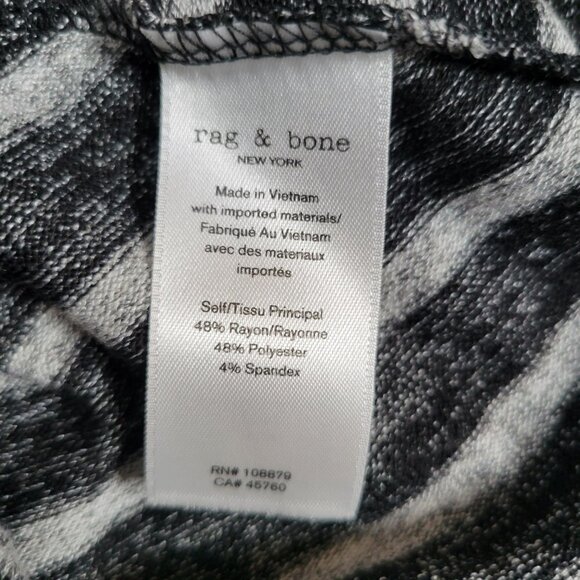 rag & bone
NEW YORK
Made in Vietnam
with imported materials/
Fabriqué Au Vietnam
avec des materiaux
importés
Self/Tissu Principal
48% Rayon/Rayonne
48% Polyester
4% Spandex
RN# 108879
CA# 45760